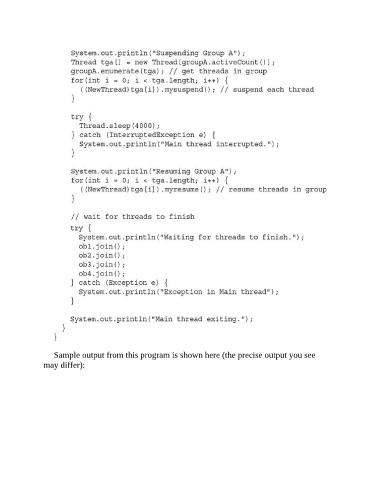 System.out.println("Suspending Group A");
Thread tga[] = new Thread[groupA.activeCount()];
groupA.enumerate(tga); // get threads in group
for(int i = 0; i < tga.length; i++) {
((NewThread)tga[i]).mysuspend(); // suspend each thread
}
try {
Thread.sleep(4000);
} catch (InterruptedException e) {
System.out.println("Main thread interrupted.");
}
System.out.println("Resuming Group A");
for(int i = 0; i < tga.length; i++) {
((NewThread)tga[i]).myresume(); // resume threads in group
}
// wait for threads to finish
try {
System.out.println("Waiting for threads to finish.");
ob1.join();
ob2.join();
ob3.join();
ob4.join();
} catch (Exception e) {
System.out.println("Exception in Main thread");
}
System.out.println("Main thread exiting.");
}
}
Sample output from this program is shown here (the precise output you see
may differ):